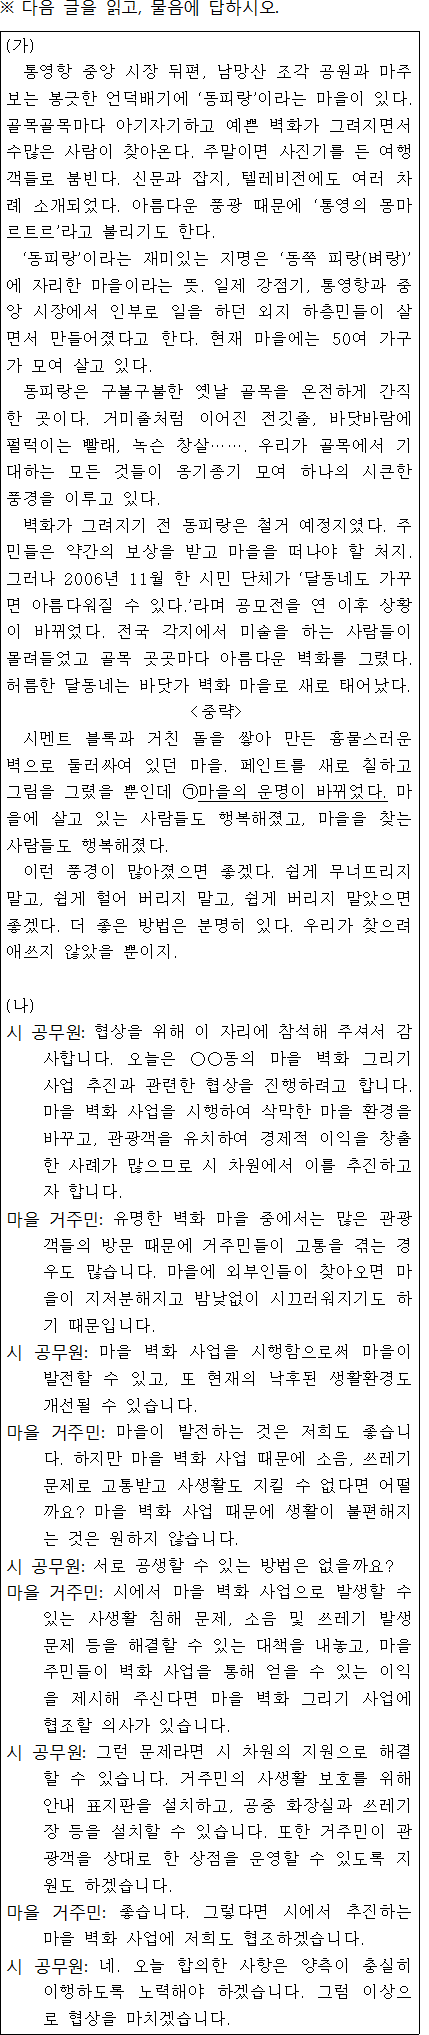 ※ 다음 글을 읽고, 물음에 답하시오.
(가)
통영항 중앙 시장 뒤편, 남망산 조각 공원과 마주
보는 봉긋한 언덕배기에 ‘동피랑’이라는 마을이 있다.
골목골목마다 아기자기하고 예쁜 벽화가 그려지면서
수많은 사람이 찾아온다. 주말이면 사진기를 든 여행
객들로 붐빈다. 신문과 잡지, 텔레비전에도 여러 차
례 소개되었다. 아름다운 풍광 때문에 ‘통영의 몽마
르트르’라고 불리기도 한다.
‘동피랑’이라는 재미있는 지명은 ‘동쪽 피랑(벼랑)’
에 자리한 마을이라는 뜻. 일제 강점기, 통영항과 중
앙 시장에서 인부로 일을 하던 외지 하층민들이 살
면서 만들어졌다고 한다. 현재 마을에는 50여 가구
가 모여 살고 있다.
동피랑은 구불구불한 옛날 골목을 온전하게 간직
한 곳이다. 거미줄처럼 이어진 전깃줄, 바닷바람에
펄럭이는 빨래, 녹슨 창살……. 우리가 골목에서 기
대하는 모든 것들이 옹기종기 모여 하나의 시큰한
풍경을 이루고 있다.
벽화가 그려지기 전 동피랑은 철거 예정지였다. 주
민들은 약간의 보상을 받고 마을을 떠나야 할 처지.
그러나 2006년 11월 한 시민 단체가 ‘달동네도 가꾸
면 아름다워질 수 있다.’라며 공모전을 연 이후 상황
이 바뀌었다. 전국 각지에서 미술을 하는 사람들이
몰려들었고 골목 곳곳마다 아름다운 벽화를 그렸다.
허름한 달동네는 바닷가 벽화 마을로 새로 태어났다.
<중략>
시멘트 블록과 거친 돌을 쌓아 만든 흉물스러운
벽으로 둘러싸여 있던 마을. 페인트를 새로 칠하고
그림을 그렸을 뿐인데 ㉠마을의 운명이 바뀌었다. 마
을에 살고 있는 사람들도 행복해졌고, 마을을 찾는
사람들도 행복해졌다.
이런 풍경이 많아졌으면 좋겠다. 쉽게 무너뜨리지
말고, 쉽게 헐어 버리지 말고, 쉽게 버리지 말았으면
좋겠다. 더 좋은 방법은 분명히 있다. 우리가 찾으려
애쓰지 않았을 뿐이지.
(나)
시 공무원: 협상을 위해 이 자리에 참석해 주셔서 감
사합니다. 오늘은 ○○동의 마을 벽화 그리기
사업 추진과 관련한 협상을 진행하려고 합니다.
마을 벽화 사업을 시행하여 삭막한 마을 환경을
바꾸고, 관광객을 유치하여 경제적 이익을 창출
한 사례가 많으므로 시 차원에서 이를 추진하고
자 합니다.
마을 거주민: 유명한 벽화 마을 중에서는 많은 관광
객들의 방문 때문에 거주민들이 고통을 겪는 경
우도 많습니다. 마을에 외부인들이 찾아오면 마
을이 지저분해지고 밤낮없이 시끄러워지기도 하
기 때문입니다.
시 공무원: 마을 벽화 사업을 시행함으로써 마을이
발전할 수 있고, 또 현재의 낙후된 생활환경도
개선될 수 있습니다.
마을 거주민: 마을이 발전하는 것은 저희도 좋습니
다. 하지만 마을 벽화 사업 때문에 소음, 쓰레기
문제로 고통받고 사생활도 지킬 수 없다면 어떨
까요? 마을 벽화 사업 때문에 생활이 불편해지
는 것은 원하지 않습니다.
시 공무원: 서로 공생할 수 있는 방법은 없을까요?
마을 거주민: 시에서 마을 벽화 사업으로 발생할 수
있는 사생활 침해 문제, 소음 및 쓰레기 발생
문제 등을 해결할 수 있는 대책을 내놓고, 마을
주민들이 벽화 사업을 통해 얻을 수 있는 이익
을 제시해 주신다면 마을 벽화 그리기 사업에
협조할 의사가 있습니다.
시 공무원: 그런 문제라면 시 차원의 지원으로 해결
할 수 있습니다. 거주민의 사생활 보호를 위해
안내 표지판을 설치하고, 공중 화장실과 쓰레기
장 등을 설치할 수 있습니다. 또한 거주민이 관
광객을 상대로 한 상점을 운영할 수 있도록 지
원도 하겠습니다.
마을 거주민: 좋습니다. 그렇다면 시에서 추진하는
마을 벽화 사업에 저희도 협조하겠습니다.
시 공무원: 네. 오늘 합의한 사항은 양측이 충실히
이행하도록 노력해야 하겠습니다. 그럼 이상으
로 협상을 마치겠습니다.